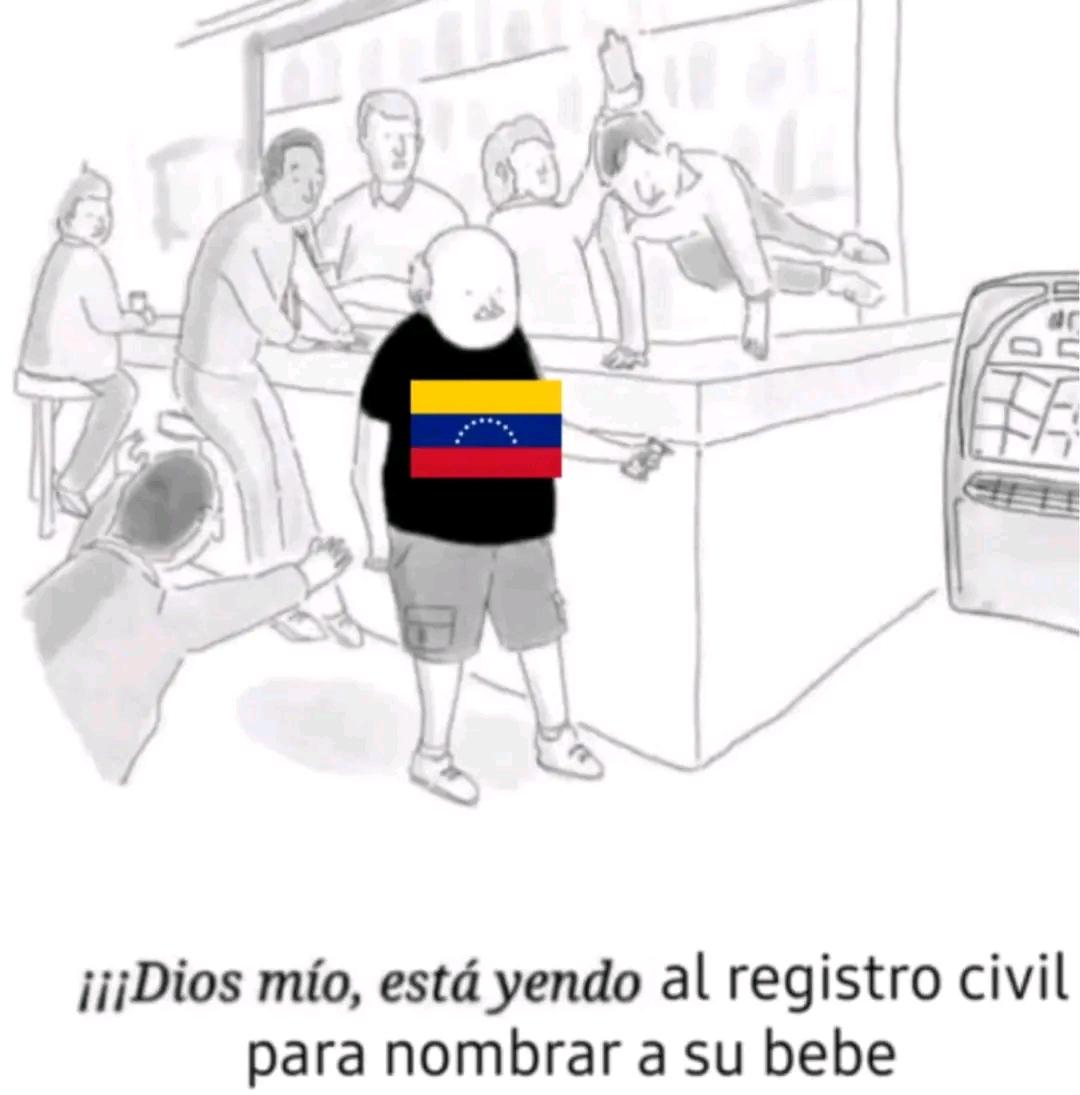 ¡¡¡Dios mío, está yendo al registro civil
para nombrar a su bebe